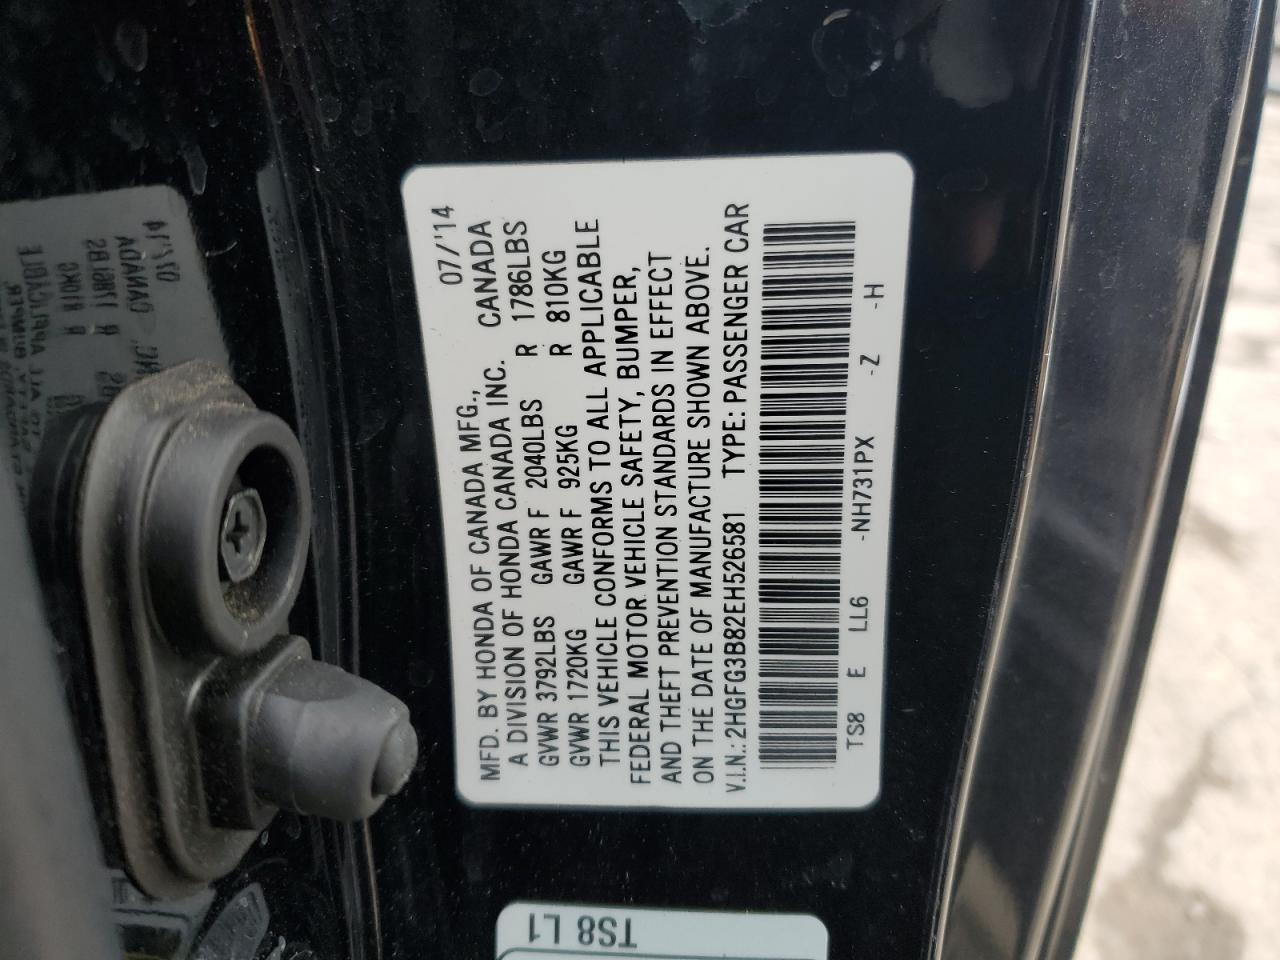 MFD. BY HONDA OF CANADA MFG., 07/'14
A DIVISION OF HONDA CANADA INC. CANADA
GVWR 3792LBS GAWR F 2040LBS R 1786LBS
GVWR 1720KG GAWR F 925KG R 810KG
THIS VEHICLE CONFORMS TO ALL APPLICABLE
FEDERAL MOTOR VEHICLE SAFETY, BUMPER,
AND THEFT PREVENTION STANDARDS IN EFFECT
ON THE DATE OF MANUFACTURE SHOWN ABOVE.
V.I.N.: 2HGFG3B82EH526581 TYPE: PASSENGER CAR
TS8 E LL6 -NH731PX -Z -H
TS8 L1